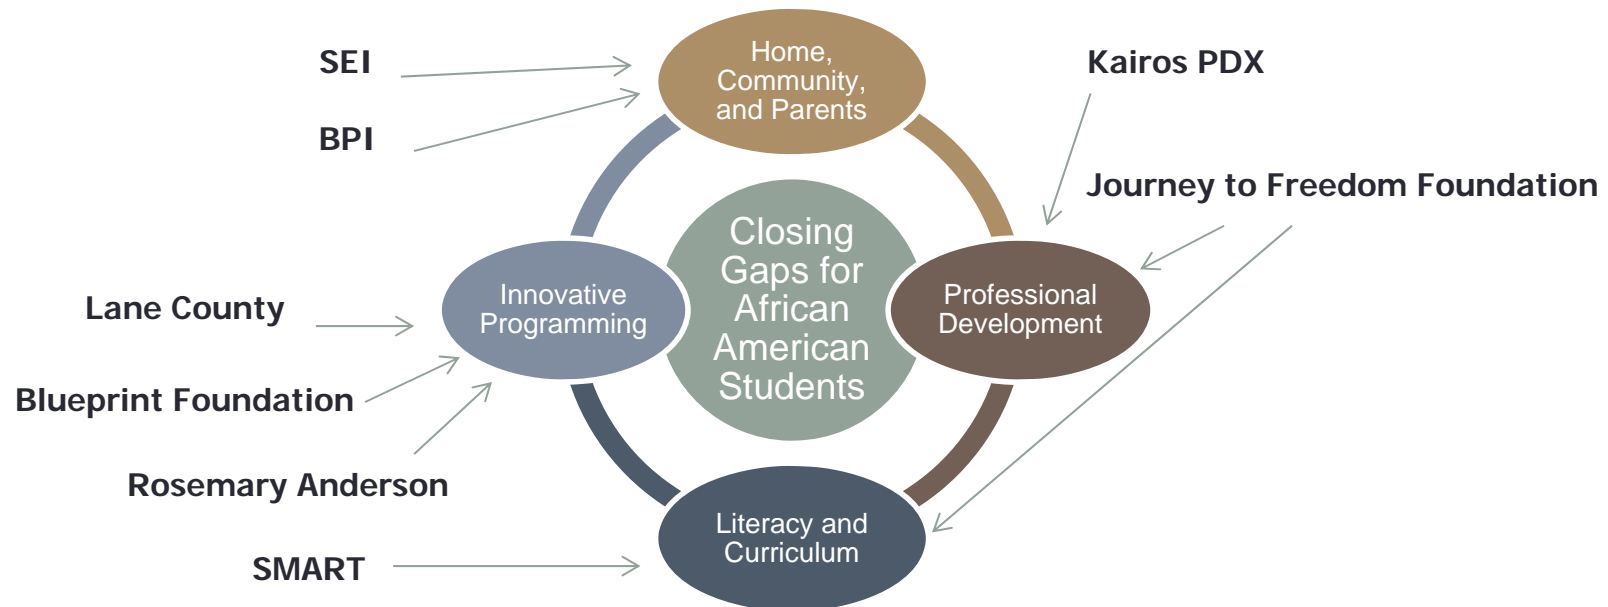 SEI
BPI
Home,
Community,
and Parents
Kairos PDX
Journey to Freedom Foundation
Closing
Gaps for
African
American
Students
Innovative
Programming
Professional
Development
Lane County
Blueprint Foundation
Rosemary Anderson
SMART
Literacy and
Curriculum